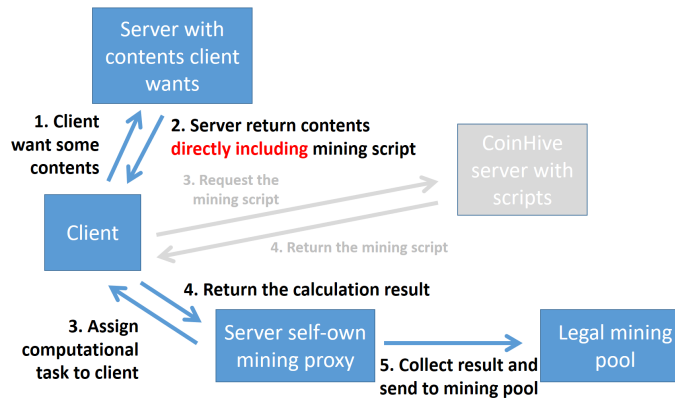 Server with
contents client
wants
1. Client
want some
contents
2. Server return contents
directly including mining script
CoinHive
server with
scripts
3. Request the
mining script
Client
4. Return the mining script
4. Return the calculation result
3. Assign
computational
task to client
Server self-own
mining proxy
Legal mining
pool
5. Collect result and
send to mining pool